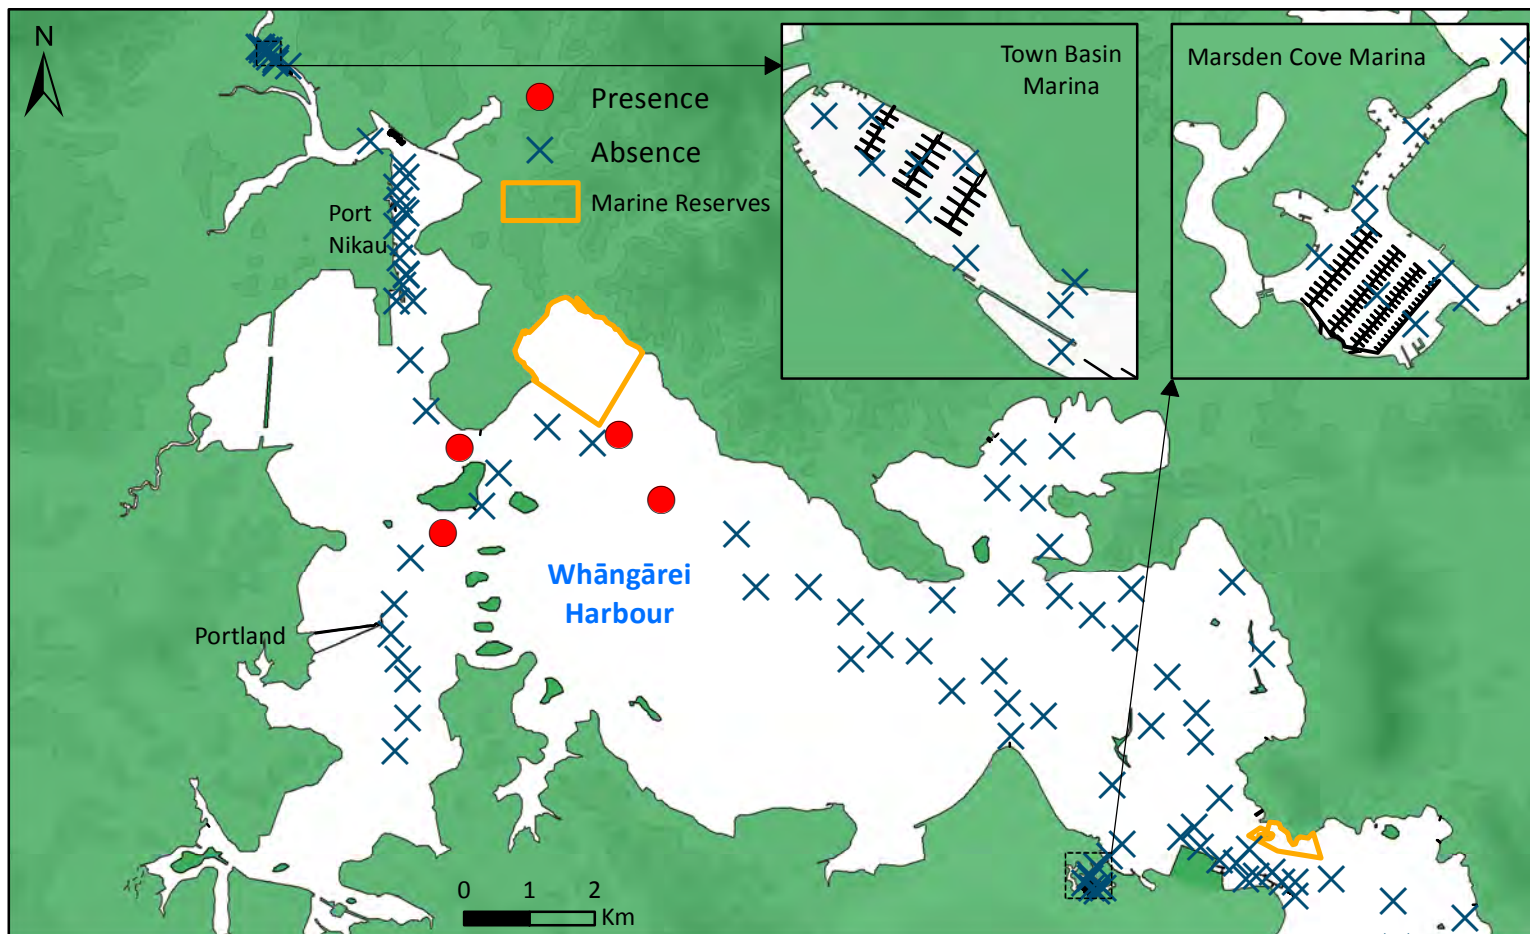 N
Presence
Absence
Marine Reserves
Town Basin
Marina
Marsden Cove Marina
Port
Nikau
Whāngārei
Harbour
Portland
0 1 2
Km